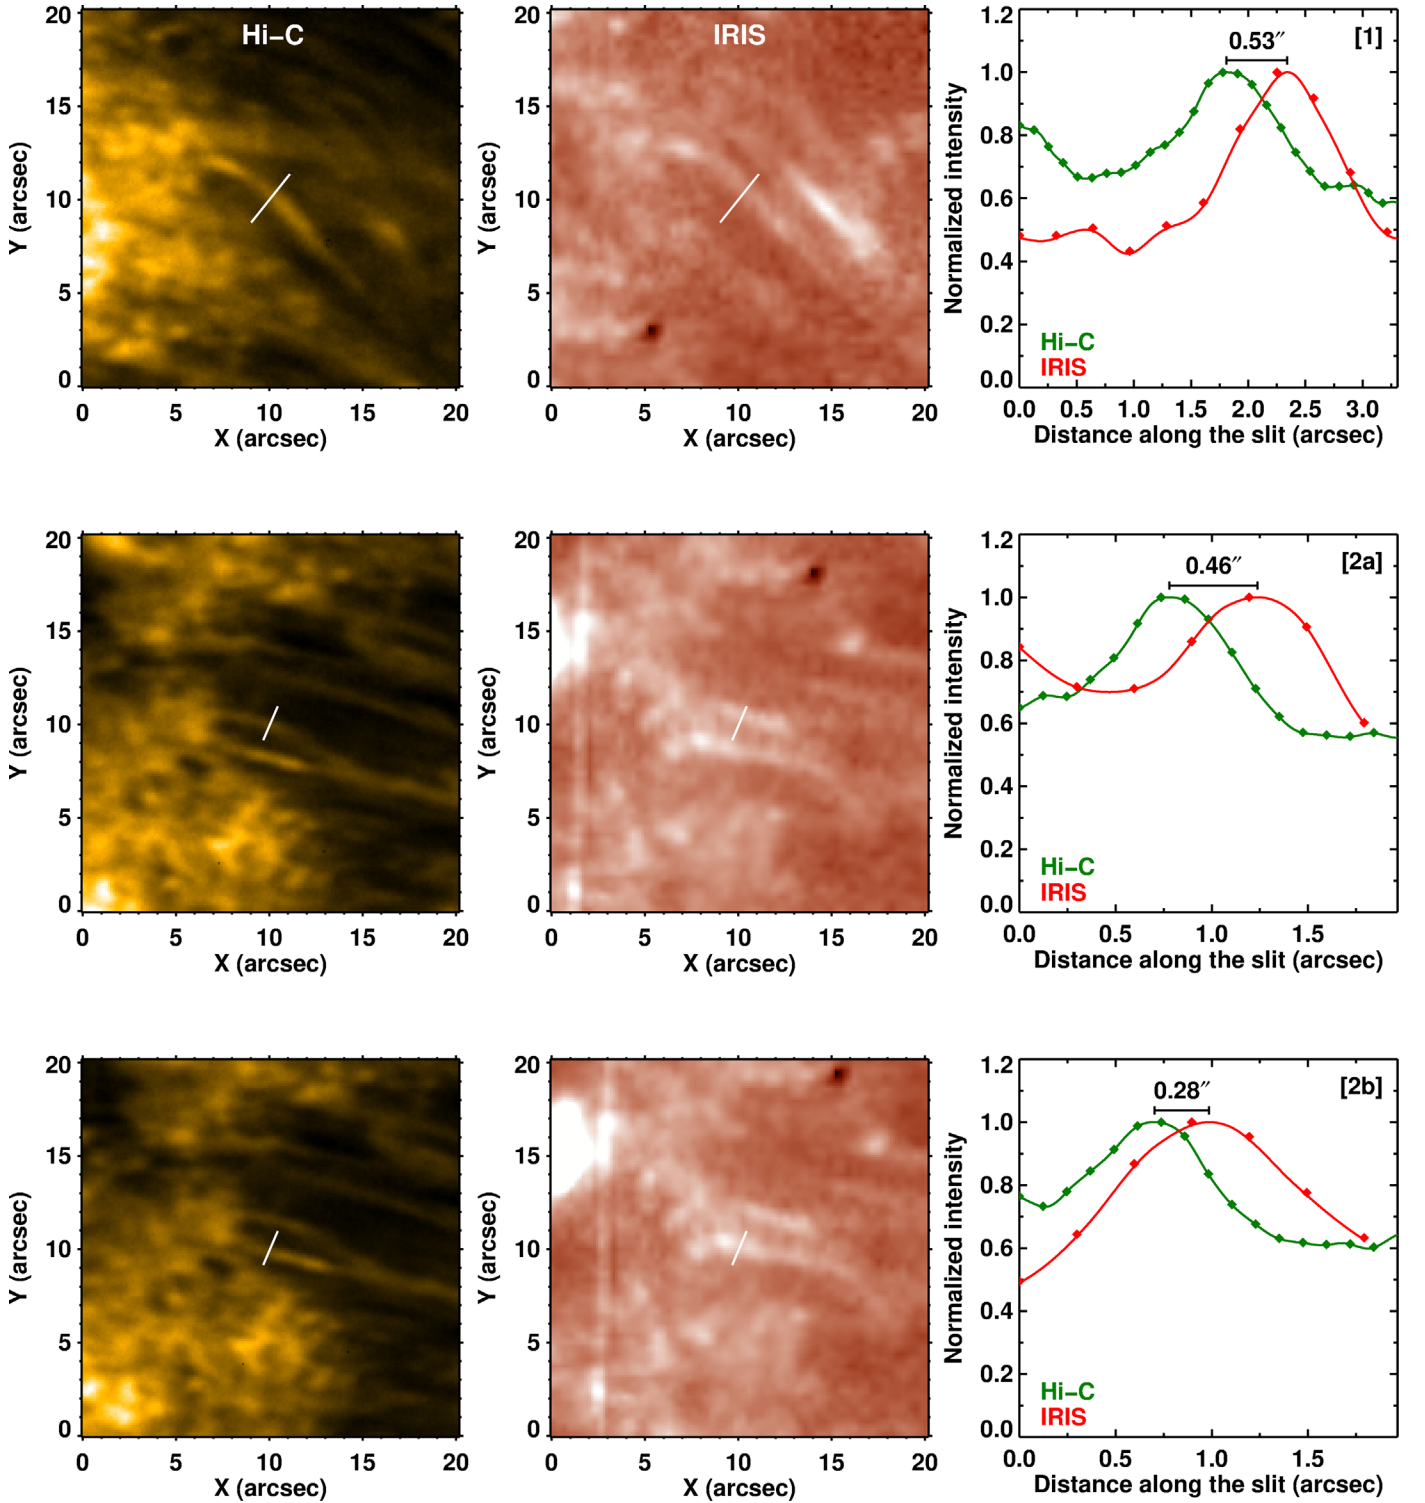 Hi–C
IRIS
20
15
10
5
0
Y (arcsec)
0 5 10 15 20
X (arcsec)
20
15
10
5
0
Y (arcsec)
0 5 10 15 20
X (arcsec)
1.2
1.0
0.8
0.6
0.4
0.2
0.0
Normalized intensity
0.53″
[1]
Hi–C
IRIS
0.0 0.5 1.0 1.5 2.0 2.5 3.0
Distance along the slit (arcsec)
20
15
10
5
0
Y (arcsec)
0 5 10 15 20
X (arcsec)
20
15
10
5
0
Y (arcsec)
0 5 10 15 20
X (arcsec)
1.2
1.0
0.8
0.6
0.4
0.2
0.0
Normalized intensity
0.46″
[2a]
Hi–C
IRIS
0.0 0.5 1.0 1.5
Distance along the slit (arcsec)
20
15
10
5
0
Y (arcsec)
0 5 10 15 20
X (arcsec)
20
15
10
5
0
Y (arcsec)
0 5 10 15 20
X (arcsec)
1.2
1.0
0.8
0.6
0.4
0.2
0.0
Normalized intensity
0.28″
[2b]
Hi–C
IRIS
0.0 0.5 1.0 1.5
Distance along the slit (arcsec)